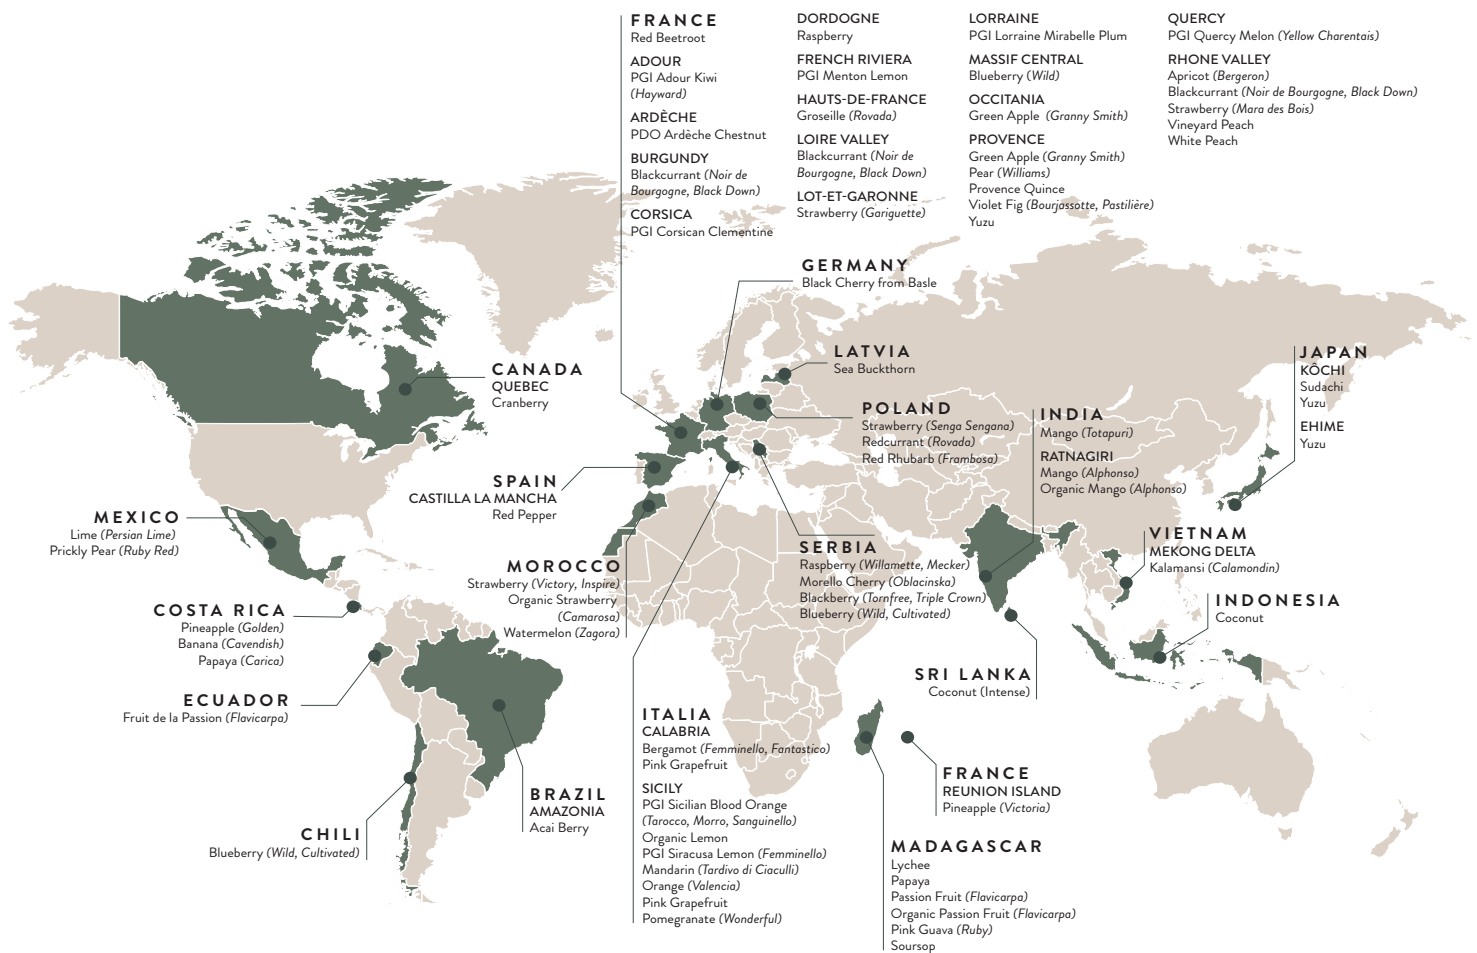 FRANCE
Red Beetroot
ADOUR
PGI Adour Kiwi
(Hayward)
ARDÈCHE
PDO Ardèche Chestnut
BURGUNDY
Blackcurrant (Noir de
Bourgogne, Black Down)
CORSICA
PGI Corsican Clementine
DORDOGNE
Raspberry
FRENCH RIVIERA
PGI Menton Lemon
HAUTS-DE-FRANCE
Groseille (Rovada)
LOIRE VALLEY
Blackcurrant (Noir de
Bourgogne, Black Down)
LOT-ET-GARONNE
Strawberry (Gariguette)
LORRAINE
PGI Lorraine Mirabelle Plum
MASSIF CENTRAL
Blueberry (Wild)
OCCITANIA
Green Apple (Granny Smith)
PROVENCE
Green Apple (Granny Smith)
Pear (Williams)
Provence Quince
Violet Fig (Bourjassotte, Pastilière)
Yuzu
QUERCY
PGI Quercy Melon (Yellow Charentais)
RHONE VALLEY
Apricot (Bergeron)
Blackcurrant (Noir de Bourgogne, Black Down)
Strawberry (Mara des Bois)
Vineyard Peach
White Peach
GERMANY
Black Cherry from Basle
LATVIA
Sea Buckthorn
POLAND
Strawberry (Senga Sengana)
Redcurrant (Rovada)
Red Rhubarb (Frambosa)
INDIA
Mango (Totapuri)
RATNAGIRI
Mango (Alphonso)
Organic Mango (Alphonso)
JAPAN
KÔCHI
Sudachi
Yuzu
EHIME
Yuzu
CANADA
QUEBEC
Cranberry
SPAIN
CASTILLA LA MANCHA
Red Pepper
MEXICO
Lime (Persian Lime)
Prickly Pear (Ruby Red)
MOROCCO
Strawberry (Victory, Inspire)
Organic Strawberry
(Camarosa)
Watermelon (Zagora)
SERBIA
Raspberry (Willamette, Mecker)
Morello Cherry (Oblacinska)
Blackberry (Tornfree, Triple Crown)
Blueberry (Wild, Cultivated)
VIETNAM
MEKONG DELTA
Kalamansi (Calamondin)
INDONESIA
Coconut
COSTA RICA
Pineapple (Golden)
Banana (Cavendish)
Papaya (Carica)
ECUADOR
Fruit de la Passion (Flavicarpa)
SRI LANKA
Coconut (Intense)
ITALIA
CALABRIA
Bergamot (Femminello, Fantastico)
Pink Grapefruit
SICILY
PGI Sicilian Blood Orange
(Tarocco, Morro, Sanguinello)
Organic Lemon
PGI Siracusa Lemon (Femminello)
Mandarin (Tardivo di Ciaculli)
Orange (Valencia)
Pink Grapefruit
Pomegranate (Wonderful)
BRAZIL
AMAZONIA
Acai Berry
CHILI
Blueberry (Wild, Cultivated)
FRANCE
REUNION ISLAND
Pineapple (Victoria)
MADAGASCAR
Lychee
Papaya
Passion Fruit (Flavicarpa)
Organic Passion Fruit (Flavicarpa)
Pink Guava (Ruby)
Soursop